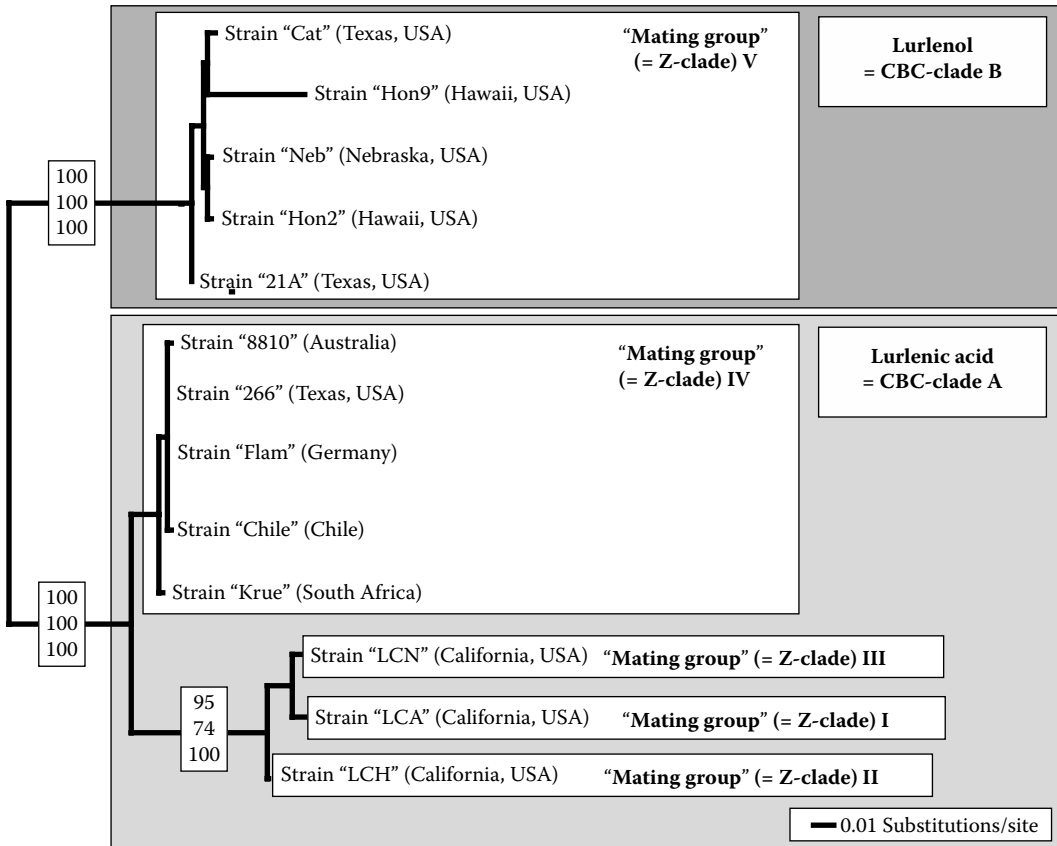 Strain “Cat” (Texas, USA)
“Mating group”
(= Z-clade) V
Lurlenol
= CBC-clade B
Strain “Hon9” (Hawaii, USA)
Strain “Neb” (Nebraska, USA)
100
100
100
Strain “Hon2” (Hawaii, USA)
Strain “21A” (Texas, USA)
Strain “8810” (Australia)
“Mating group”
(= Z-clade) IV
Lurlenic acid
= CBC-clade A
Strain “266” (Texas, USA)
Strain “Flam” (Germany)
Strain “Chile” (Chile)
Strain “Krue” (South Africa)
100
100
100
Strain “LCN” (California, USA) “Mating group” (= Z-clade) III
95
74
100
Strain “LCA” (California, USA) “Mating group” (= Z-clade) I
Strain “LCH” (California, USA) “Mating group” (= Z-clade) II
0.01 Substitutions/site